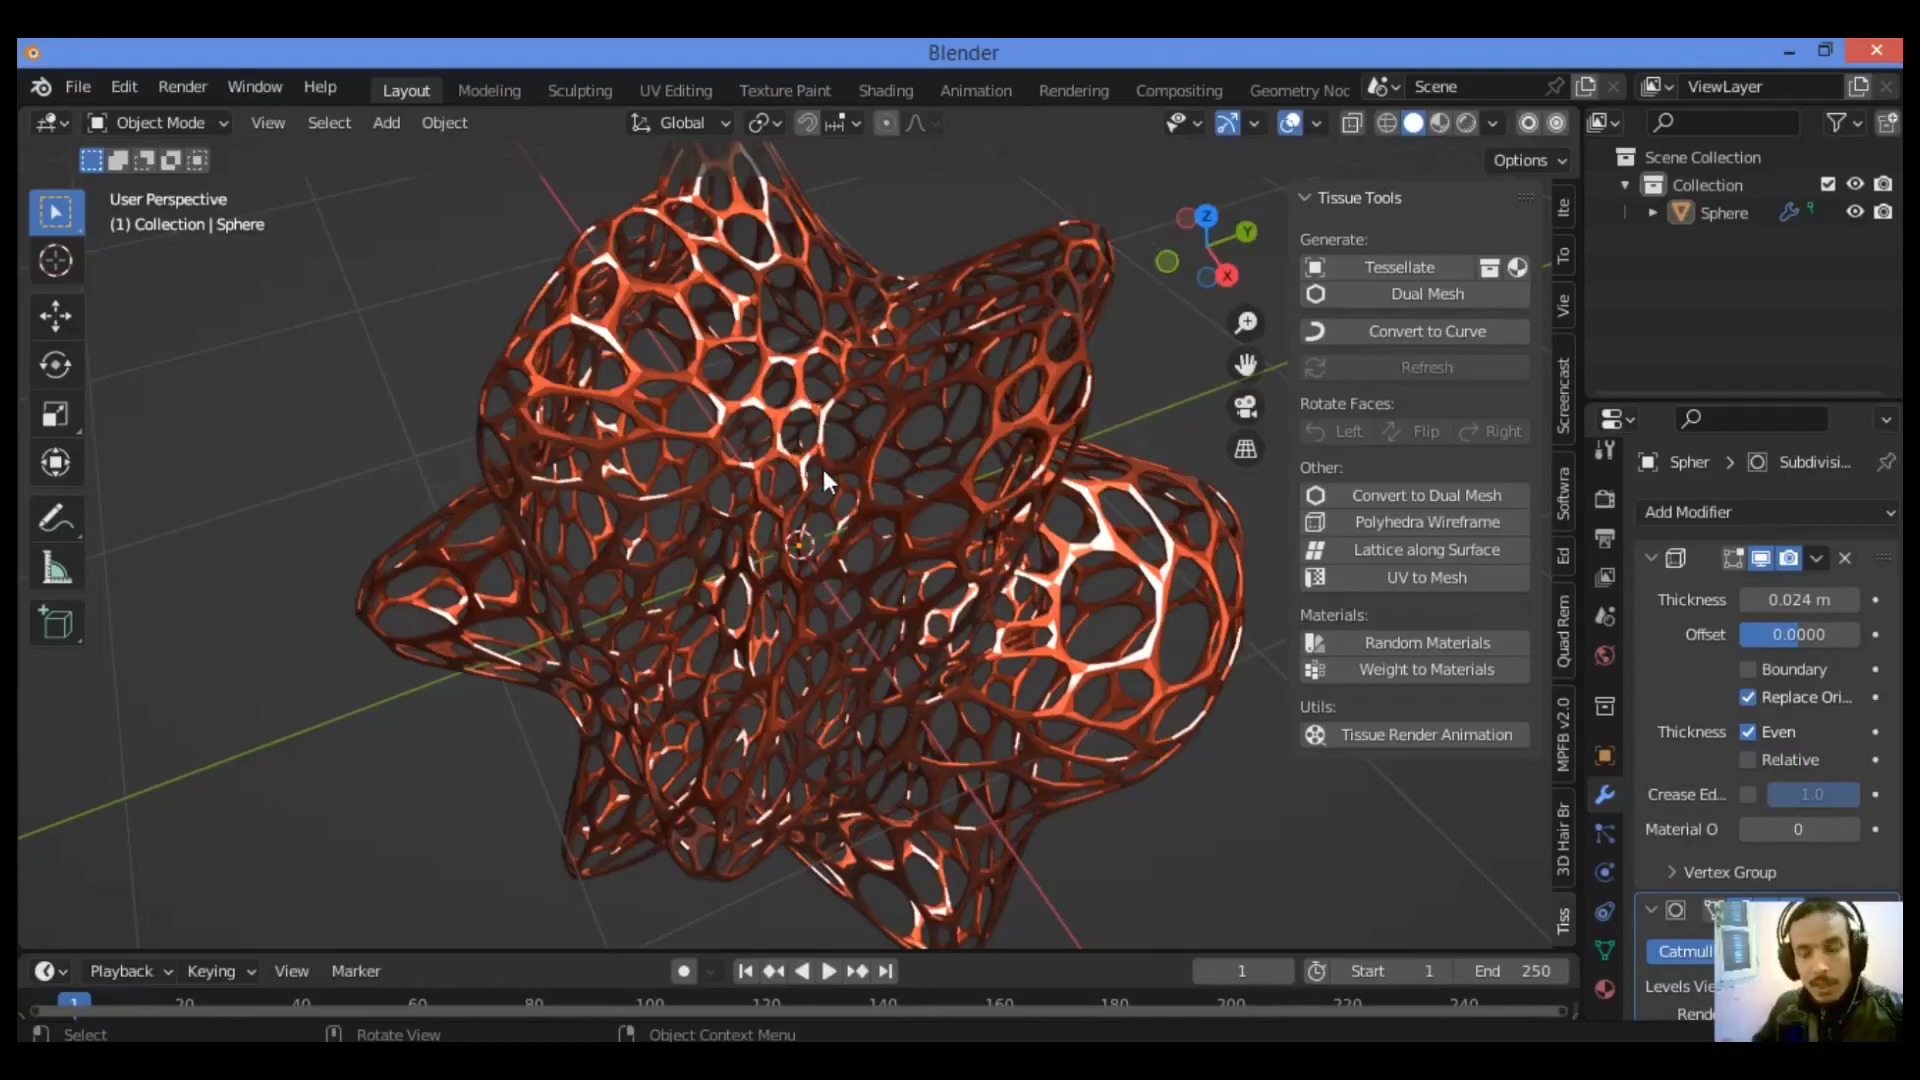 Blender
File Edit Render Window Help Layout Modeling Sculpting UV Editing Texture Paint Shading Animation Rendering Compositing Geometry Noc Scene ViewLayer
Object Mode View Select Add Object Global
Options
User Perspective
(1) Collection | Sphere
Z
Y
X
Tissue Tools
Generate:
Tessellate
Dual Mesh
Convert to Curve
Refresh
Rotate Faces:
Left Flip Right
Other:
Convert to Dual Mesh
Polyhedra Wireframe
Lattice along Surface
UV to Mesh
Materials:
Random Materials
Weight to Materials
Utils:
Tissue Render Animation
Ite
To
Vie
Screencast
Softwra
Ed
Quad Rem
MPFB v2.0
3D Hair Br
Tiss
Scene Collection
Collection
Sphere
Spher Subdivisi...
Add Modifier
Thickness 0.024 m
Offset 0.0000
Boundary
Replace Ori...
Thickness Even
Relative
Crease Ed.. 1.0
Material O 0
Vertex Group
Catmull
Levels Vie
Rend
Playback Keying View Marker 1 Start 1 End 250
1 20 40 60 80 100 120 140 160 180 200 220 240
Select Rotate View Object Context Menu